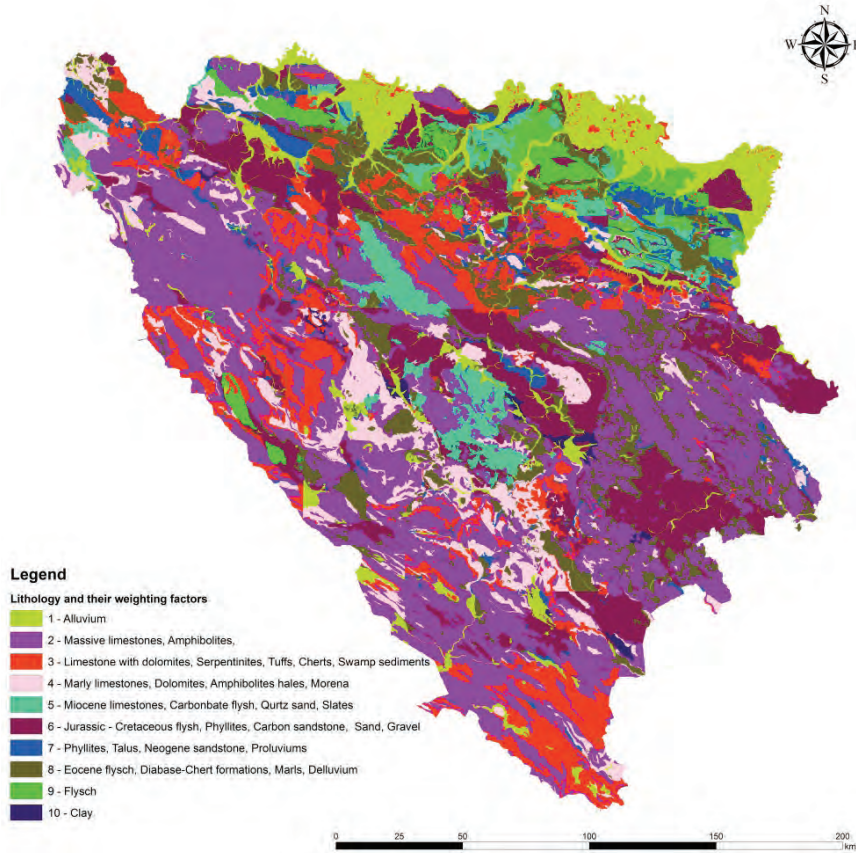 N
W E
S
Legend
Lithology and their weighting factors
1 - Alluvium
2 - Massive limestones, Amphibolites,
3 - Limestone with dolomites, Serpentinites, Tuffs, Cherts, Swamp sediments
4 - Marly limestones, Dolomites, Amphibolites hales, Morena
5 - Miocene limestones, Carbonbate flysh, Qurtz sand, Slates
6 - Jurassic - Cretaceous flysh, Phyllites, Carbon sandstone, Sand, Gravel
7 - Phyllites, Talus, Neogene sandstone, Proluviums
8 - Eocene flysch, Diabase-Chert formations, Marls, Delluvium
9 - Flysch
10 - Clay
0 25 50 100 150 200
km